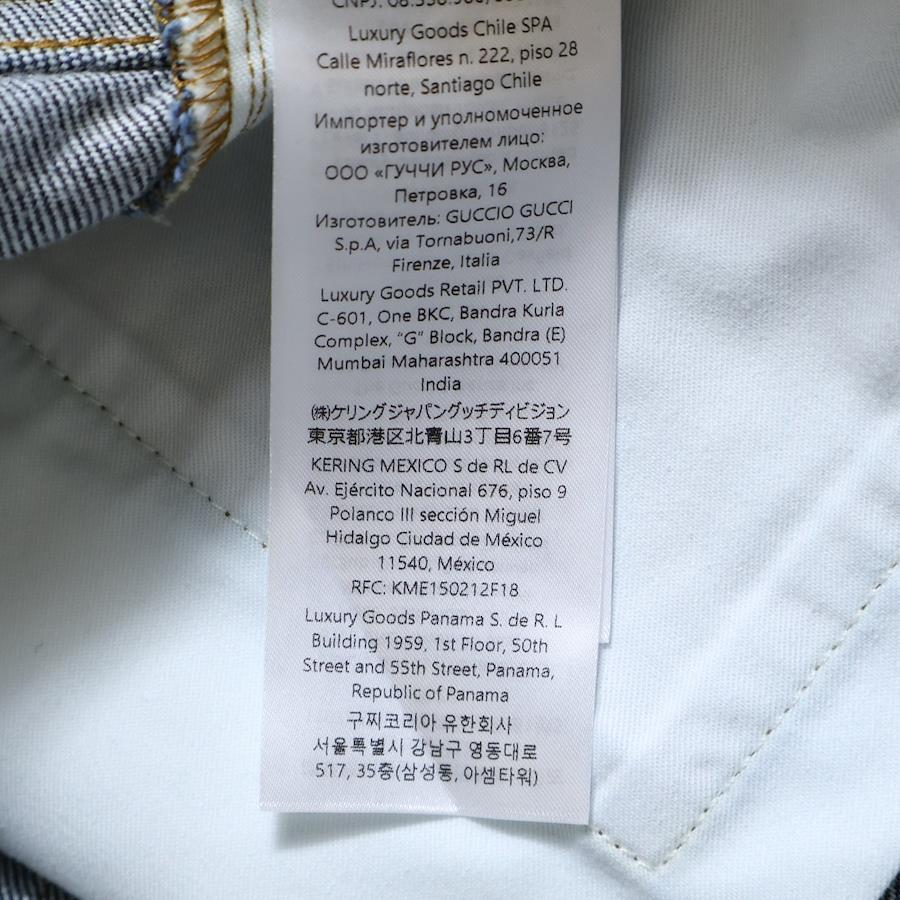 CNPJ: 08.
Luxury Goods Chile SPA
Calle Miraflores n. 222, piso 28
norte, Santiago Chile
Импортер и уполномоченное
изготовителем лицо:
ООО «ГУЧЧИ РУС», Москва,
Петровка, 16
Изготовитель: GUCCIO GUCCI
S.p.A, via Tornabuoni,73/R
Firenze, Italia
Luxury Goods Retail PVT. LTD.
C-601, One BKC, Bandra Kurla
Complex, "G" Block, Bandra (E)
Mumbai Maharashtra 400051
India
㈱ケリングジャパングッチディビジョン
東京都港区北青山3丁目6番7号
KERING MEXICO S de RL de CV
Av. Ejército Nacional 676, piso 9
Polanco III sección Miguel
Hidalgo Ciudad de México
11540, México
RFC: KME150212F18
Luxury Goods Panama S. de R. L
Building 1959, 1st Floor, 50th
Street and 55th Street, Panama,
Republic of Panama
구찌코리아 유한회사
서울특별시 강남구 영동대로
517, 35층(삼성동, 아셈타워)